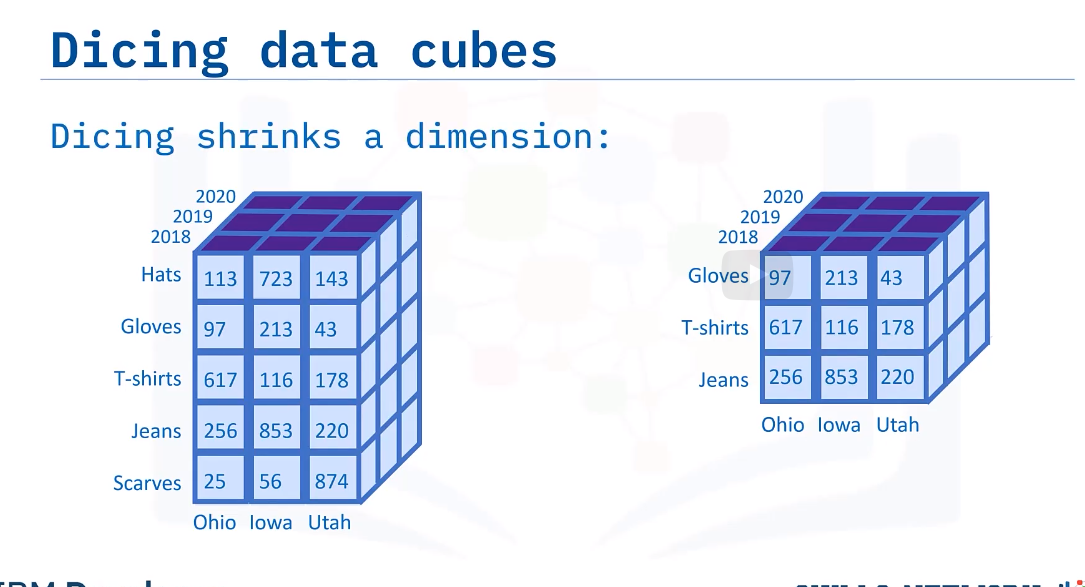 Dicing data cubes
Dicing shrinks a dimension:
2020
2019
2018
Hats 113 723 143
Gloves 97 213 43
T-shirts 617 116 178
Jeans 256 853 220
Scarves 25 56 874
Ohio Iowa Utah
2020
2019
2018
Gloves 97 213 43
T-shirts 617 116 178
Jeans 256 853 220
Ohio Iowa Utah